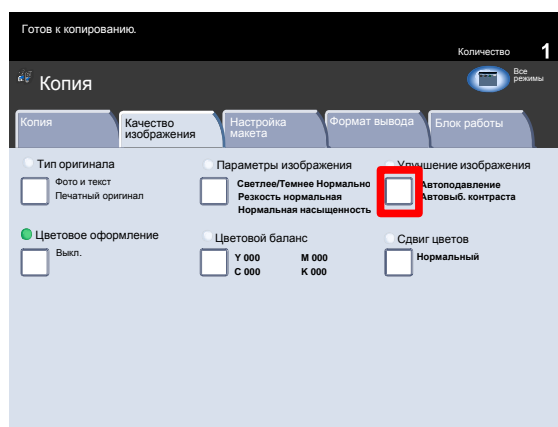 Готов к копированию.
Количество 1
Копия
Все
режимы
Копия
Качество
изображения
Настройка
макета
Формат вывода
Блок работы
Тип оригинала
Фото и текст
Печатный оригинал
Параметры изображения
Светлее/Темнее Нормально
Резкость нормальная
Нормальная насыщенность
Улучшение изображения
Автоподавление
Автовыб. контраста
Цветовое оформление
Выкл.
Цветовой баланс
Y 000 M 000
C 000 K 000
Сдвиг цветов
Нормальный